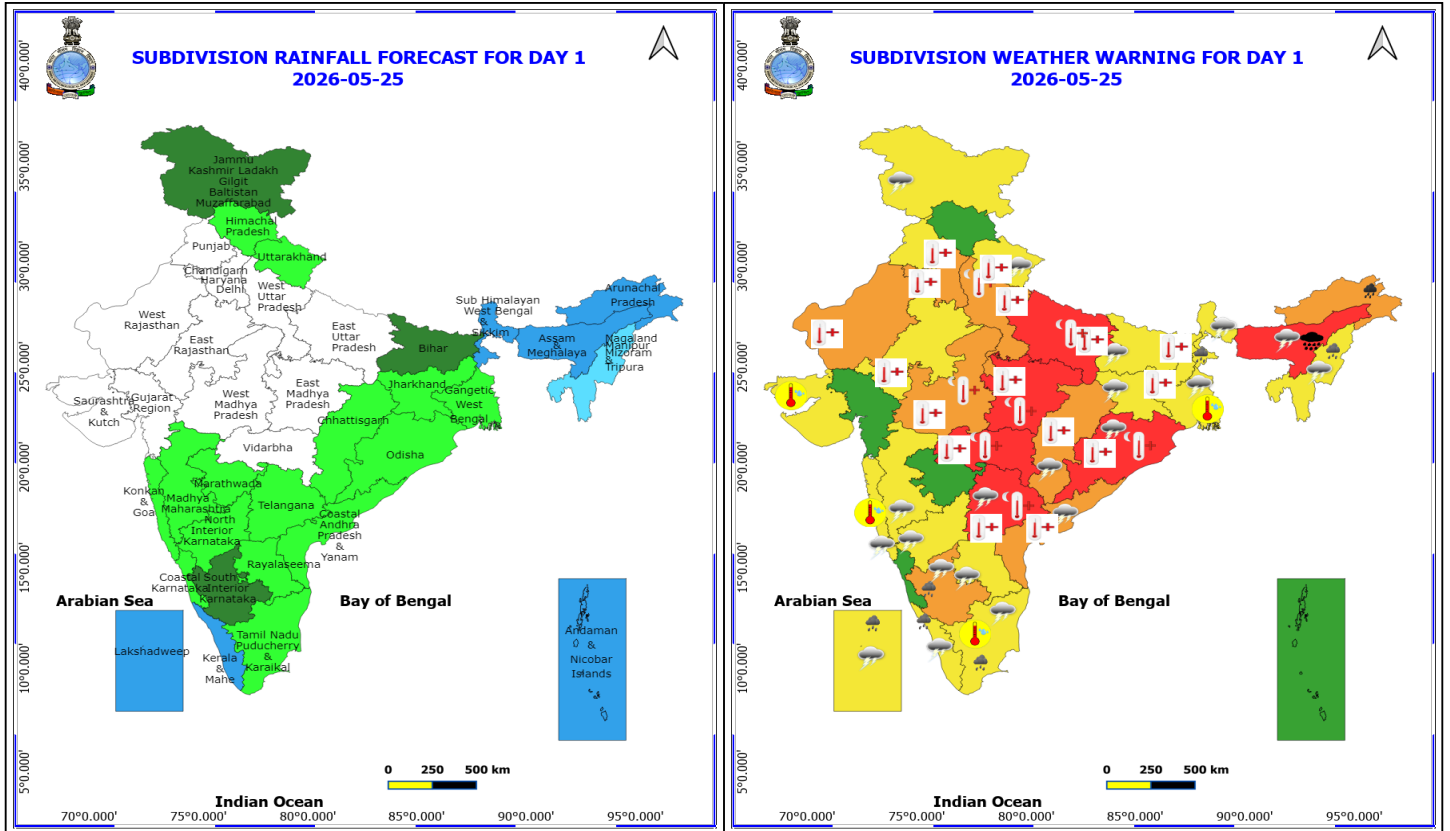 SUBDIVISION RAINFALL FORECAST FOR DAY 1
2026-05-25
40°0.000'
35°0.000'
30°0.000'
25°0.000'
20°0.000'
15°0.000'
10°0.000'
5°0.000'
Jammu
Kashmir Ladakh
Gilgit
Baltistan
Muzaffarabad
Himachal
Pradesh
Punjab
Uttarakhand
Chandigarh
Haryana
Delhi
West
Uttar
Pradesh
West
Rajasthan
East
Rajasthan
East
Uttar
Pradesh
Sub Himalayan
West Bengal
&
Sikkim
Arunachal
Pradesh
Assam
&
Meghalaya
Nagaland
Manipur
Mizoram
&
Tripura
Bihar
Jharkhand
Gangetic
West
Bengal
Saurashtra
&
Kutch
Gujarat
Region
West
Madhya
Pradesh
East
Madhya
Pradesh
Chhattisgarh
Vidarbha
Odisha
Konkan
&
Goa
Madhya
Maharashtra
Marathwada
Telangana
North
Interior
Karnataka
Coastal
Andhra
Pradesh
&
Yanam
Rayalaseema
Coastal
Karnataka
South
Interior
Karnataka
Tamil Nadu
Puducherry
&
Karaikal
Kerala
&
Mahe
Lakshadweep
Andaman
&
Nicobar
Islands
Arabian Sea
Bay of Bengal
Indian Ocean
0 250 500 km
70°0.000' 75°0.000' 80°0.000' 85°0.000' 90°0.000' 95°0.000'
SUBDIVISION WEATHER WARNING FOR DAY 1
2026-05-25
40°0.000'
35°0.000'
30°0.000'
25°0.000'
20°0.000'
15°0.000'
10°0.000'
5°0.000'
Arabian Sea
Bay of Bengal
Indian Ocean
0 250 500 km
70°0.000' 75°0.000' 80°0.000' 85°0.000' 90°0.000' 95°0.000'